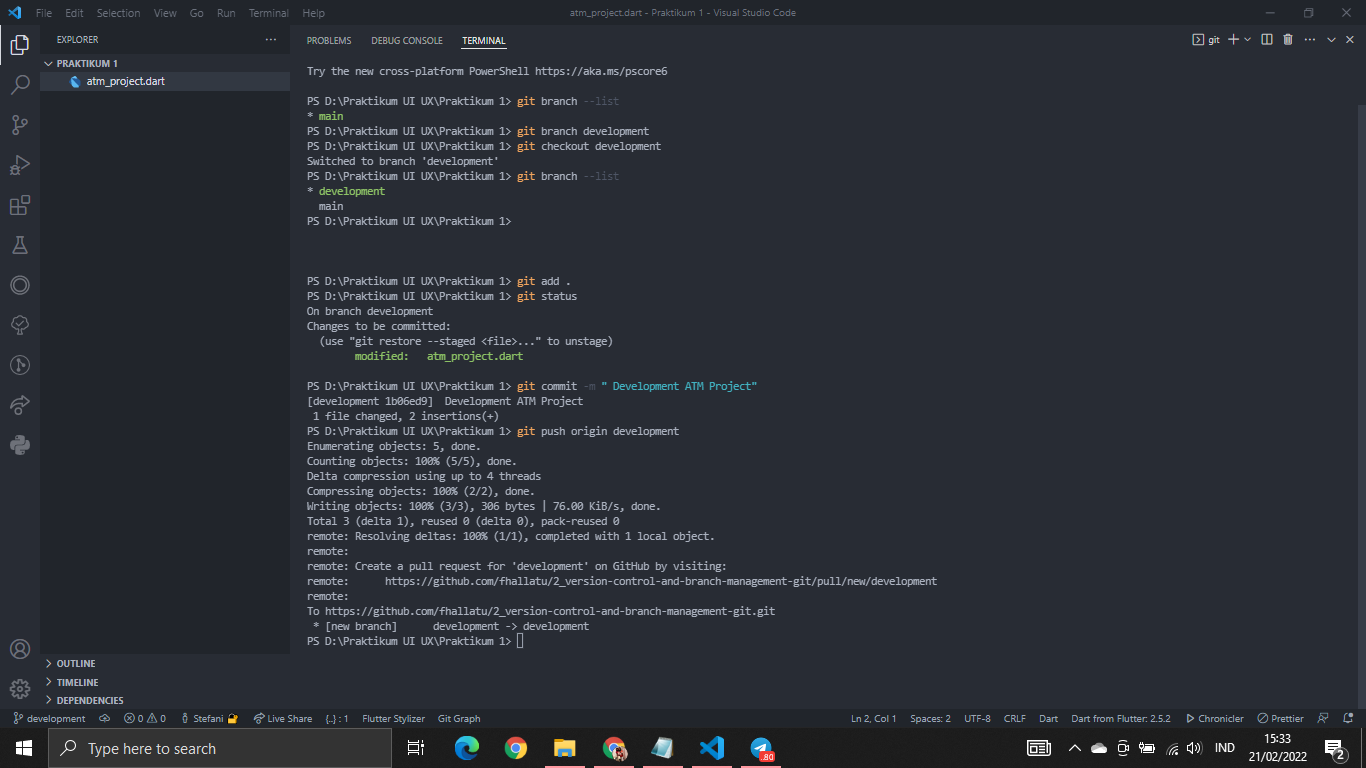 File Edit Selection View Go Run Terminal Help
atm_project.dart - Praktikum 1 - Visual Studio Code
EXPLORER
PRAKTIKUM 1
atm_project.dart
OUTLINE
TIMELINE
DEPENDENCIES
PROBLEMS DEBUG CONSOLE TERMINAL
git
Try the new cross-platform PowerShell https://aka.ms/pscore6
PS D:\Praktikum UI UX\Praktikum 1> git branch --list
* main
PS D:\Praktikum UI UX\Praktikum 1> git branch development
PS D:\Praktikum UI UX\Praktikum 1> git checkout development
Switched to branch 'development'
PS D:\Praktikum UI UX\Praktikum 1> git branch --list
* development
main
PS D:\Praktikum UI UX\Praktikum 1>
PS D:\Praktikum UI UX\Praktikum 1> git add .
PS D:\Praktikum UI UX\Praktikum 1> git status
On branch development
Changes to be committed:
(use "git restore --staged <file>..." to unstage)
modified: atm_project.dart
PS D:\Praktikum UI UX\Praktikum 1> git commit -m " Development ATM Project"
[development 1b06ed9] Development ATM Project
1 file changed, 2 insertions(+)
PS D:\Praktikum UI UX\Praktikum 1> git push origin development
Enumerating objects: 5, done.
Counting objects: 100% (5/5), done.
Delta compression using up to 4 threads
Compressing objects: 100% (2/2), done.
Writing objects: 100% (3/3), 306 bytes | 76.00 KiB/s, done.
Total 3 (delta 1), reused 0 (delta 0), pack-reused 0
remote: Resolving deltas: 100% (1/1), completed with 1 local object.
remote:
remote: Create a pull request for 'development' on GitHub by visiting:
remote: https://github.com/fhallatu/2_version-control-and-branch-management-git/pull/new/development
remote:
To https://github.com/fhallatu/2_version-control-and-branch-management-git.git
* [new branch] development -> development
PS D:\Praktikum UI UX\Praktikum 1>
development 0 0 Stefani Live Share {..} : 1 Flutter Stylizer Git Graph
Ln 2, Col 1 Spaces: 2 UTF-8 CRLF Dart Dart from Flutter: 2.5.2 Chronicler Prettier
Type here to search
80
IND
15:33
21/02/2022
2